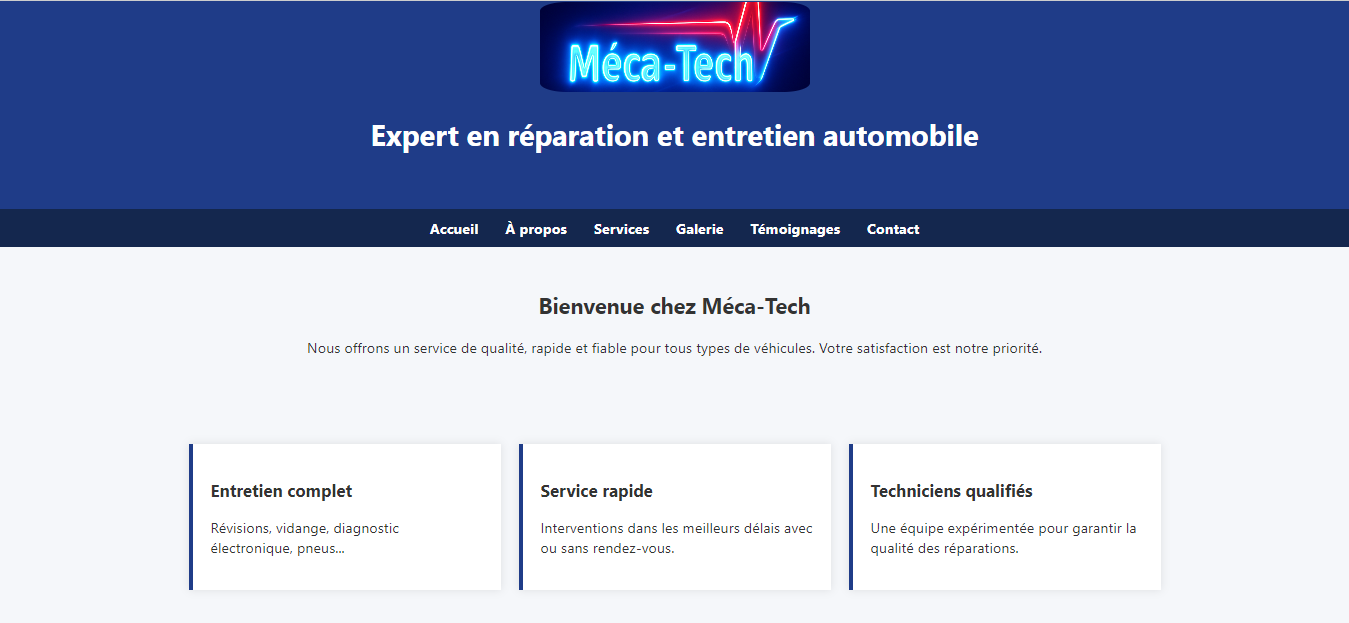 Méca-Tech
Expert en réparation et entretien automobile
Accueil À propos Services Galerie Témoignages Contact
Bienvenue chez Méca-Tech
Nous offrons un service de qualité, rapide et fiable pour tous types de véhicules. Votre satisfaction est notre priorité.
Entretien complet
Révisions, vidange, diagnostic
électronique, pneus...
Service rapide
Interventions dans les meilleurs délais avec
ou sans rendez-vous.
Techniciens qualifiés
Une équipe expérimentée pour garantir la
qualité des réparations.